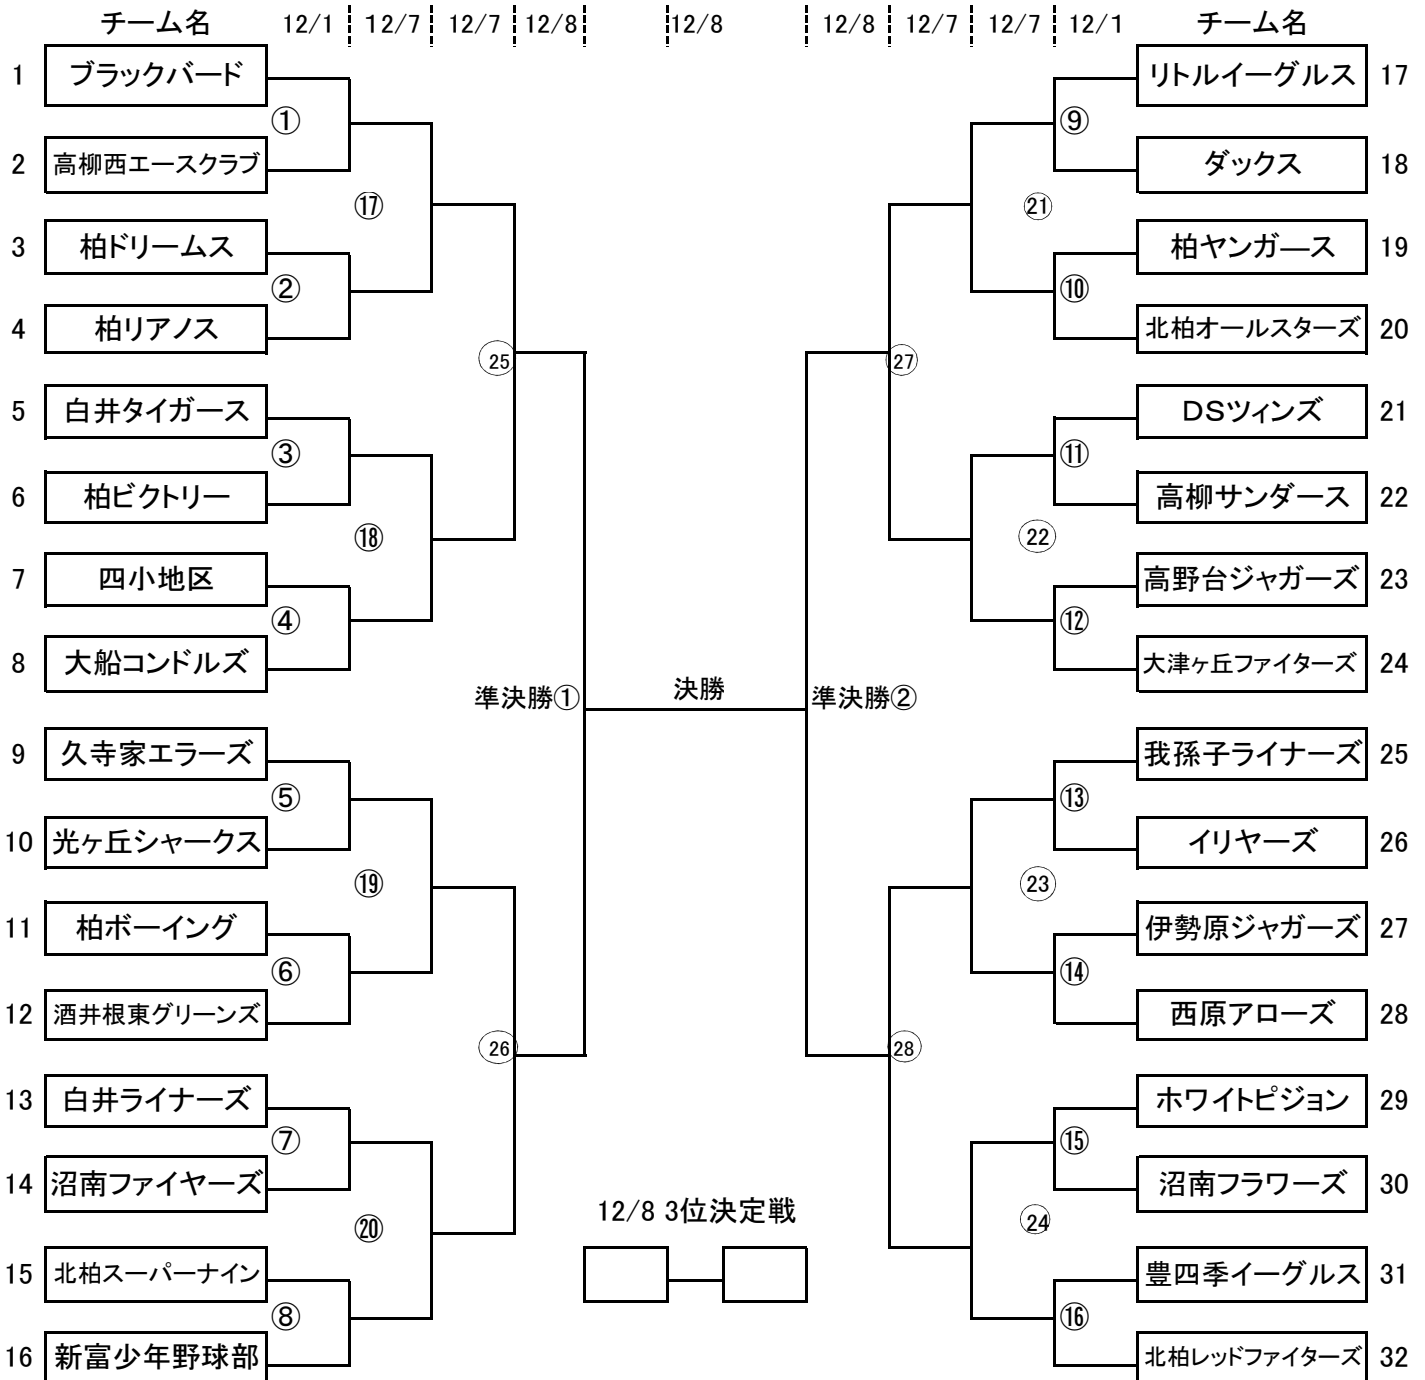 チーム名 12/1 12/7 12/7 12/8 12/8 12/8 12/7 12/7 12/1 チーム名
1 ブラックバード
①
2 高柳西エースクラブ
⑰
3 柏ドリームス
②
4 柏リアノス
㉕
5 白井タイガース
③
6 柏ビクトリー
⑱
7 四小地区
④
8 大船コンドルズ
準決勝①
9 久寺家エラーズ
⑤
10 光ヶ丘シャークス
⑲
11 柏ボーイング
⑥
12 酒井根東グリーンズ
㉖
13 白井ライナーズ
⑦
14 沼南ファイヤーズ
⑳
15 北柏スーパーナイン
⑧
16 新富少年野球部
決勝
12/8 3位決定戦
リトルイーグルス 17
⑨
ダックス 18
㉑
柏ヤンガース 19
⑩
北柏オールスターズ 20
㉗
DSツィンズ 21
⑪
高柳サンダース 22
㉒
高野台ジャガーズ 23
⑫
大津ヶ丘ファイターズ 24
準決勝②
我孫子ライナーズ 25
⑬
イリヤーズ 26
㉓
伊勢原ジャガーズ 27
⑭
西原アローズ 28
㉘
ホワイトピジョン 29
⑮
沼南フラワーズ 30
㉔
豊四季イーグルス 31
⑯
北柏レッドファイターズ 32